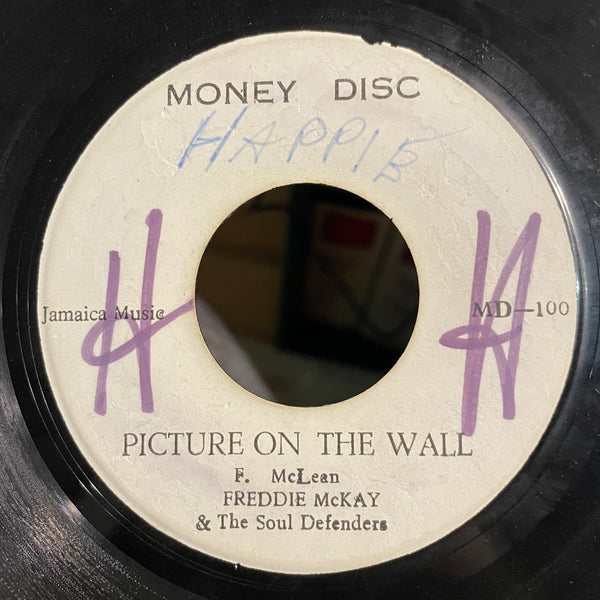 MONEY DISC
HAPPIE
H
H
Jamaica Music
MD—100
PICTURE ON THE WALL
F. McLean
FREDDIE McKAY
& The Soul Defenders